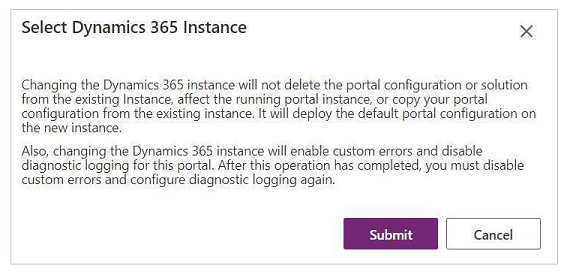 Select Dynamics 365 Instance
Changing the Dynamics 365 instance will not delete the portal configuration or solution
from the existing Instance, affect the running portal instance, or copy your portal
configuration from the existing instance. It will deploy the default portal configuration on
the new instance.
Also, changing the Dynamics 365 instance will enable custom errors and disable
diagnostic logging for this portal. After this operation has completed, you must disable
custom errors and configure diagnostic logging again.
Submit Cancel